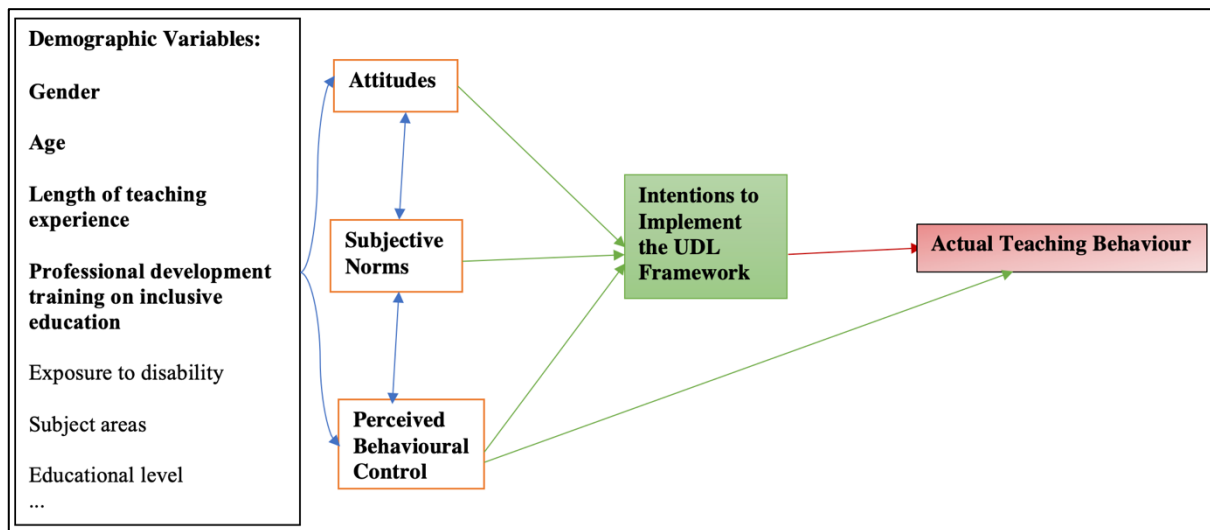 Demographic Variables:
Gender
Age
Length of teaching
experience
Professional development
training on inclusive
education
Exposure to disability
Subject areas
Educational level
...
Attitudes
Subjective
Norms
Perceived
Behavioural
Control
Intentions to
Implement
the UDL
Framework
Actual Teaching Behaviour